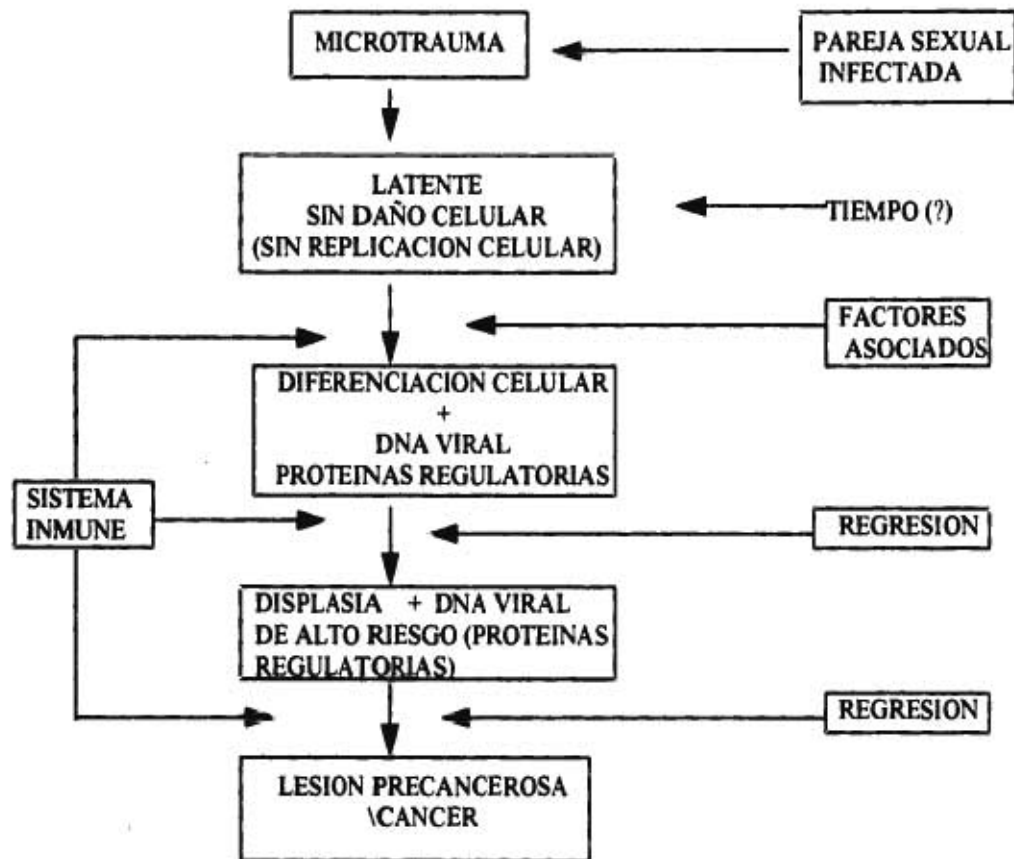 MICROTRAUMA
PAREJA SEXUAL
INFECTADA
LATENTE
SIN DAÑO CELULAR
(SIN REPLICACION CELULAR)
TIEMPO (?)
FACTORES
ASOCIADOS
DIFERENCIACION CELULAR
+
DNA VIRAL
PROTEINAS REGULATORIAS
SISTEMA
INMUNE
REGRESION
DISPLASIA + DNA VIRAL
DE ALTO RIESGO (PROTEINAS
REGULATORIAS)
REGRESION
LESION PRECANCEROSA
\CANCER